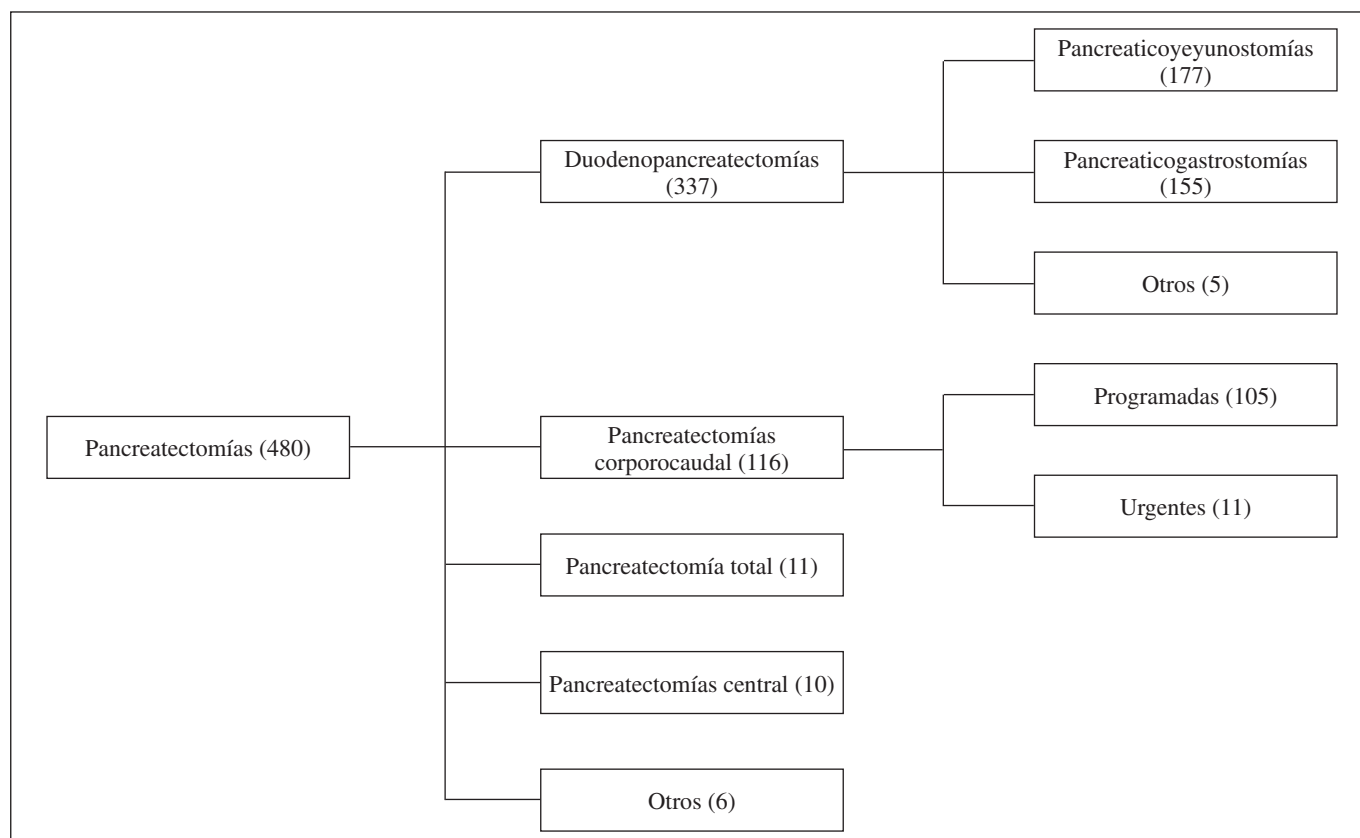 Pancreaticoyeyunostomías
(177)
Duodenopancreatectomías
(337)
Pancreaticogastrostomías
(155)
Otros (5)
Pancreatectomías (480)
Pancreatectomías
corporocaudal (116)
Programadas (105)
Urgentes (11)
Pancreatectomía total (11)
Pancreatectomías central (10)
Otros (6)